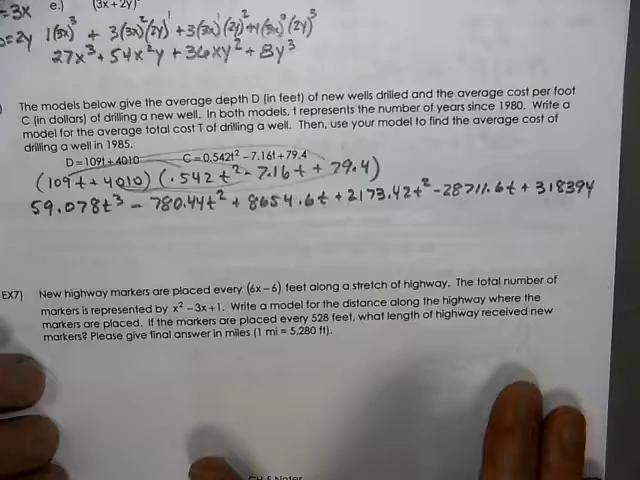 = 3x e.) (3x+2y)
b=2y 1(3x)³ + 3(3x)²(2y)¹ + 3(3x)¹(2y)² + 1(3x)⁰(2y)³
27x³ + 54x²y + 36xy² + 8y³
The models below give the average depth D (in feet) of new wells drilled and the average cost per foot
C (in dollars) of drilling a new well. In both models, t represents the number of years since 1980. Write a
model for the average total cost T of drilling a well. Then, use your model to find the average cost of
drilling a well in 1985.
D = 109t + 4010 C = 0.542t² – 7.16t + 79.4
(109t + 4010)(.542t² - 7.16t + 79.4)
59.078t³ - 780.44t² + 8654.6t + 2173.42t² - 28711.6t + 318394
EX7) New highway markers are placed every (6x – 6) feet along a stretch of highway. The total number of
markers is represented by x² – 3x + 1. Write a model for the distance along the highway where the
markers are placed. If the markers are placed every 528 feet, what length of highway received new
markers? Please give final answer in miles (1 mi = 5,280 ft).
CH 5 Notes